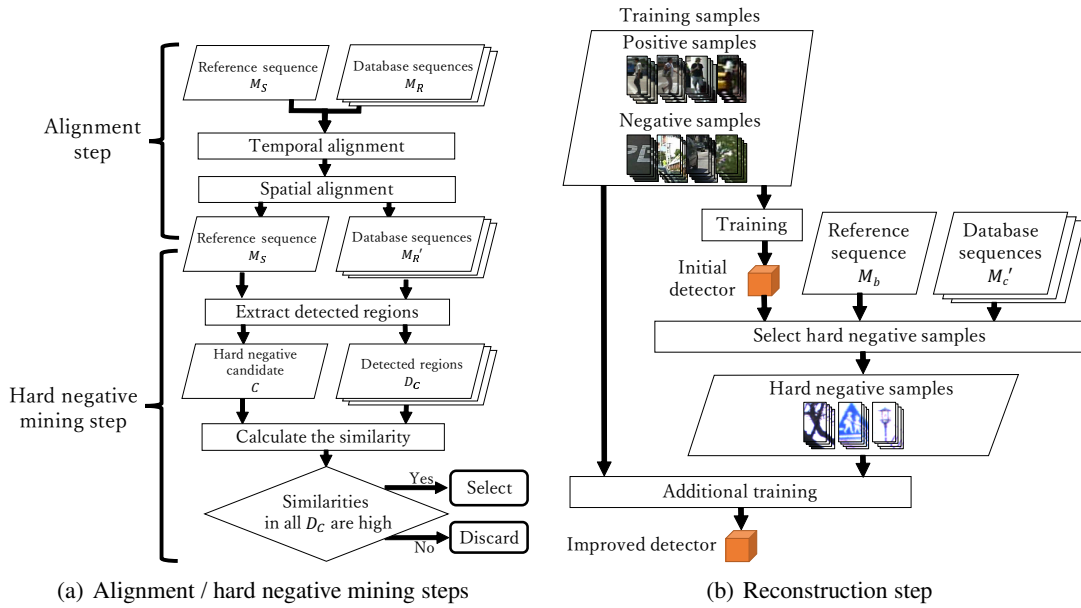 Reference sequence
M_S
Database sequences
M_R
Alignment
step
Temporal alignment
Spatial alignment
Reference sequence
M_S
Database sequences
M_R'
Extract detected regions
Hard negative
mining step
Hard negative
candidate
C
Detected regions
D_C
Calculate the similarity
Similarities
in all D_C are high
Yes
Select
No
Discard
(a) Alignment / hard negative mining steps
Training samples
Positive samples
Negative samples
PE
Training
Initial
detector
Reference
sequence
M_b
Database
sequences
M_c'
Select hard negative samples
Hard negative samples
Additional training
Improved detector
(b) Reconstruction step